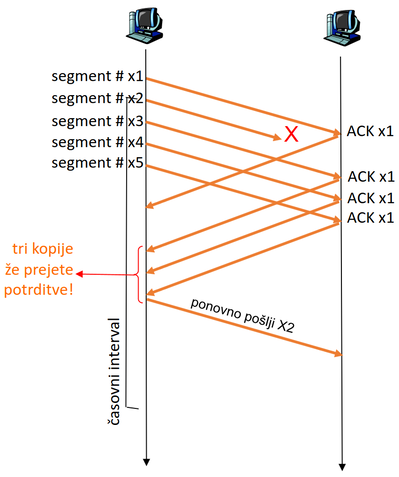 segment # x1
segment # x2
segment # x3
segment # x4
segment # x5
X
ACK x1
ACK x1
ACK x1
ACK x1
tri kopije
že prejete
potrditve!
ponovno pošlji X2
časovni interval